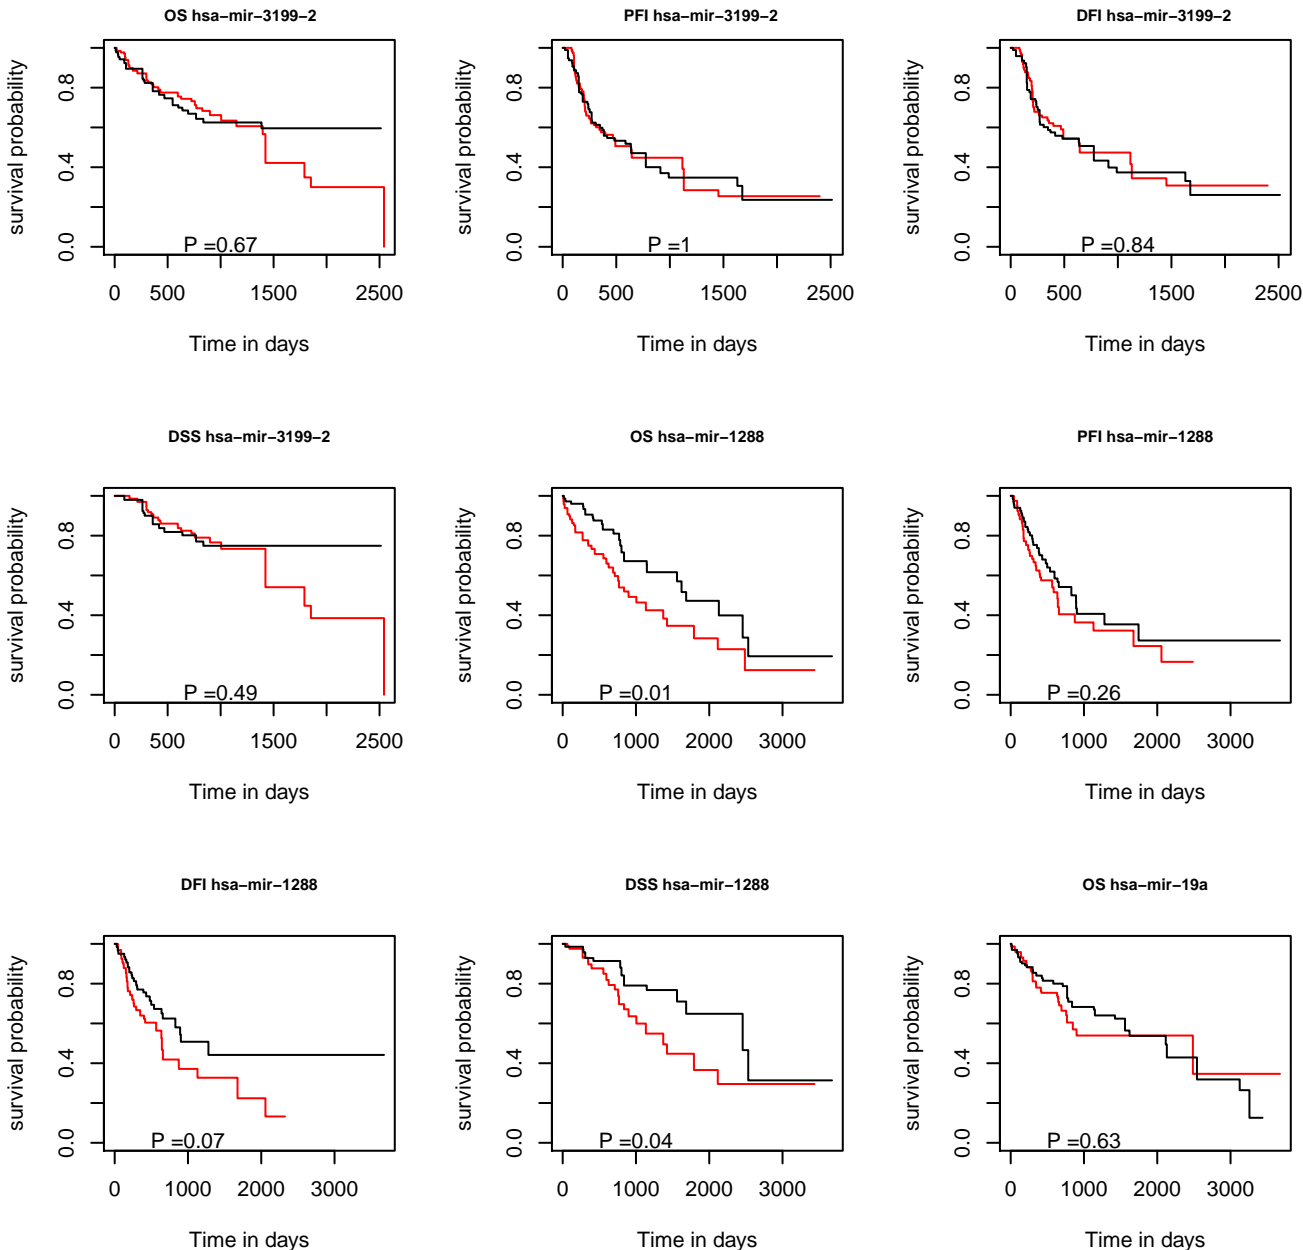 OS hsa−mir−3199−2
survival probability
0.0 0.4 0.8
P =0.67
0 500 1500 2500
Time in days
PFI hsa−mir−3199−2
survival probability
0.0 0.4 0.8
P =1
0 500 1500 2500
Time in days
DFI hsa−mir−3199−2
survival probability
0.0 0.4 0.8
P =0.84
0 500 1500 2500
Time in days
DSS hsa−mir−3199−2
survival probability
0.0 0.4 0.8
P =0.49
0 500 1500 2500
Time in days
OS hsa−mir−1288
survival probability
0.0 0.4 0.8
P =0.01
0 1000 2000 3000
Time in days
PFI hsa−mir−1288
survival probability
0.0 0.4 0.8
P =0.26
0 1000 2000 3000
Time in days
DFI hsa−mir−1288
survival probability
0.0 0.4 0.8
P =0.07
0 1000 2000 3000
Time in days
DSS hsa−mir−1288
survival probability
0.0 0.4 0.8
P =0.04
0 1000 2000 3000
Time in days
OS hsa−mir−19a
survival probability
0.0 0.4 0.8
P =0.63
0 1000 2000 3000
Time in days